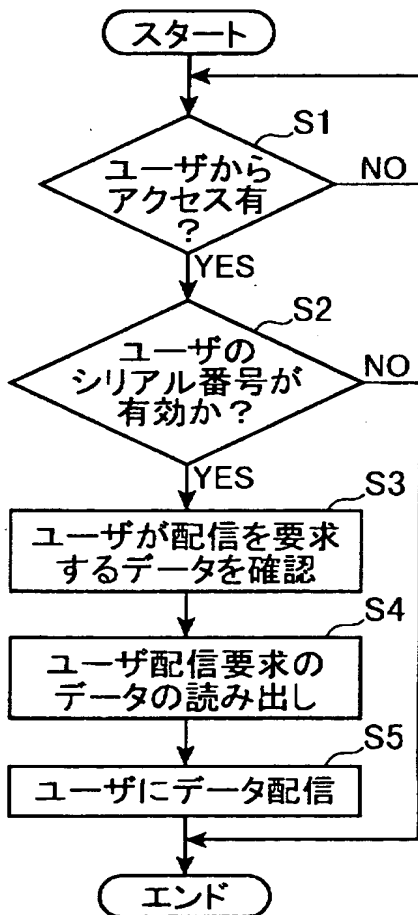 スタート
S1
ユーザから
アクセス有
?
NO
YES
S2
ユーザの
シリアル番号が
有効か?
NO
YES
S3
ユーザが配信を要求
するデータを確認
S4
ユーザ配信要求の
データの読み出し
S5
ユーザにデータ配信
エンド